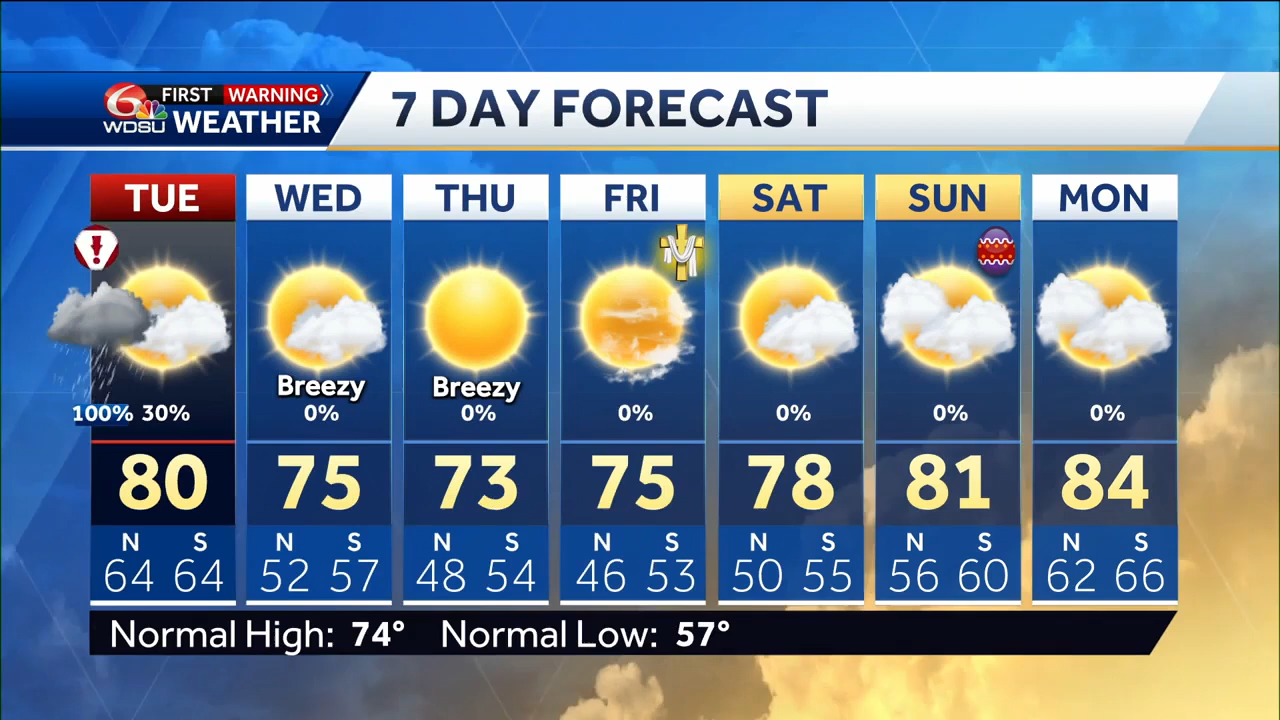 6 WDSU FIRST WARNING WEATHER
7 DAY FORECAST
TUE WED THU FRI SAT SUN MON
!
Breezy Breezy
100% 30% 0% 0% 0% 0% 0% 0%
80 75 73 75 78 81 84
N S N S N S N S N S N S N S
64 64 52 57 48 54 46 53 50 55 56 60 62 66
Normal High: 74° Normal Low: 57°